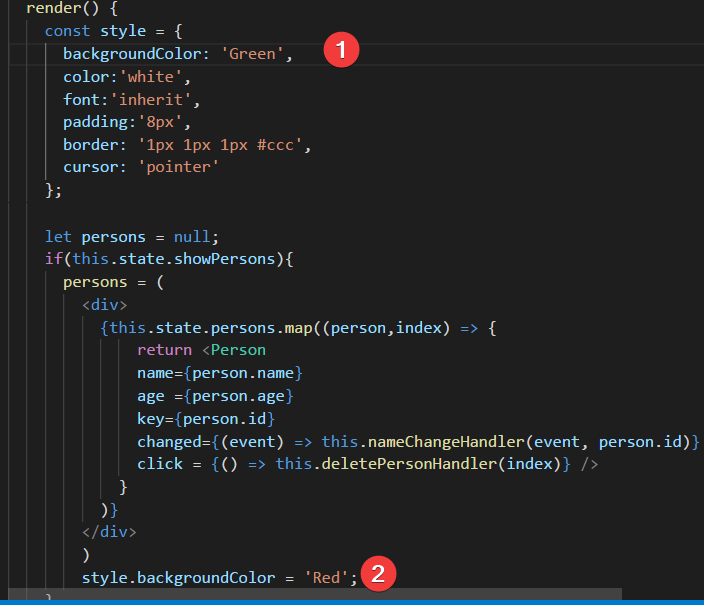 render() {
const style = {
backgroundColor: 'Green', 1
color:'white',
font:'inherit',
padding:'8px',
border: '1px 1px 1px #ccc',
cursor: 'pointer'
};
let persons = null;
if(this.state.showPersons){
persons = (
<div>
{this.state.persons.map((person,index) => {
return <Person
name={person.name}
age ={person.age}
key={person.id}
changed={(event) => this.nameChangeHandler(event, person.id)}
click = {() => this.deletePersonHandler(index)} />
}
)}
</div>
)
style.backgroundColor = 'Red'; 2
}